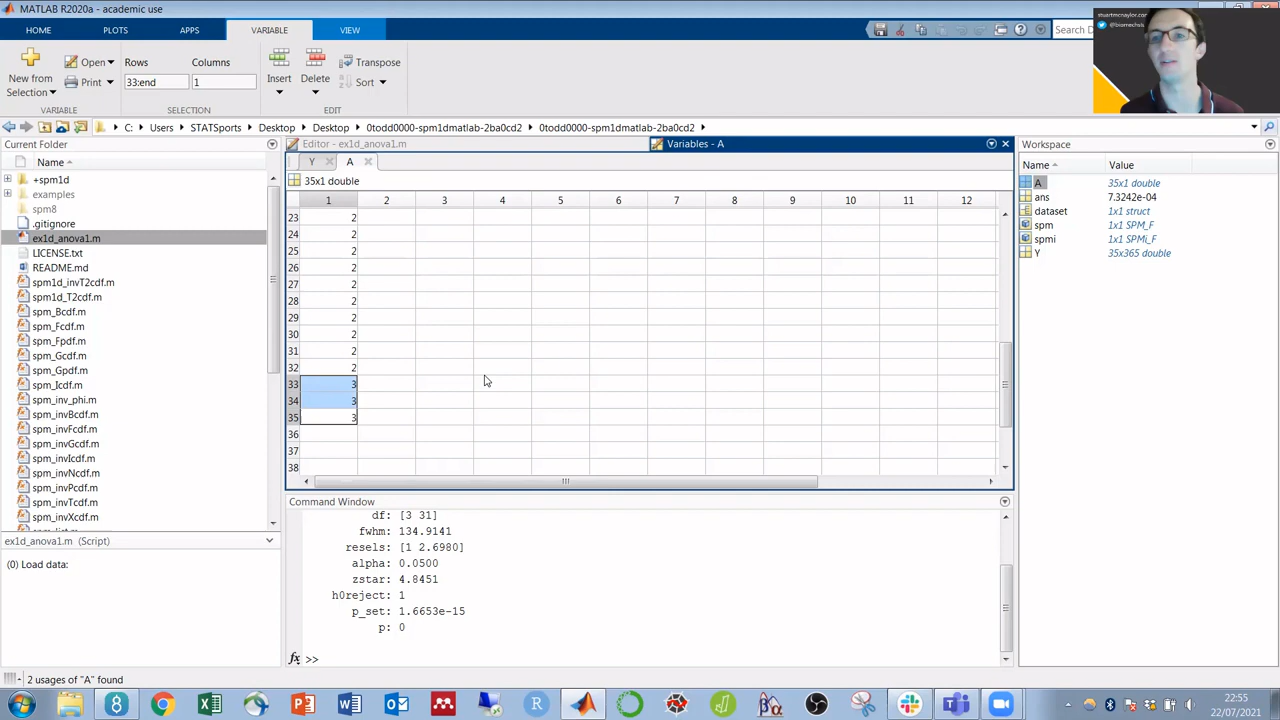 MATLAB R2020a - academic use
HOME PLOTS APPS VARIABLE VIEW
Search Doc
stuartmcnaylor.com
New from
Selection
Open
Print
Rows
33:end
Columns
1
Insert
Delete
Transpose
Sort
VARIABLE
SELECTION
EDIT
C: Users STATSports Desktop Desktop 0todd0000-spm1dmatlab-2ba0cd2 0todd0000-spm1dmatlab-2ba0cd2
Current Folder
Name
+spm1d
examples
spm8
.gitignore
ex1d_anova1.m
LICENSE.txt
README.md
spm1d_invT2cdf.m
spm1d_T2cdf.m
spm_Bcdf.m
spm_Fcdf.m
spm_Fpdf.m
spm_Gcdf.m
spm_Gpdf.m
spm_Icdf.m
spm_inv_phi.m
spm_invBcdf.m
spm_invFcdf.m
spm_invGcdf.m
spm_invIcdf.m
spm_invNcdf.m
spm_invPcdf.m
spm_invTcdf.m
spm_invXcdf.m
ex1d_anova1.m (Script)
(0) Load data:
Editor - ex1d_anova1.m
Variables - A
Y A
35x1 double
1 2 3 4 5 6 7 8 9 10 11 12
23 2
24 2
25 2
26 2
27 2
28 2
29 2
30 2
31 2
32 2
33 3
34 3
35 3
36
37
38
Command Window
df: [3 31]
fwhm: 134.9141
resels: [1 2.6980]
alpha: 0.0500
zstar: 4.8451
h0reject: 1
p_set: 1.6653e-15
p: 0
fx >>
Workspace
Name Value
A 35x1 double
ans 7.3242e-04
dataset 1x1 struct
spm 1x1 SPM_F
spmi 1x1 SPMi_F
Y 35x365 double
2 usages of "A" found
22:55
22/07/2021